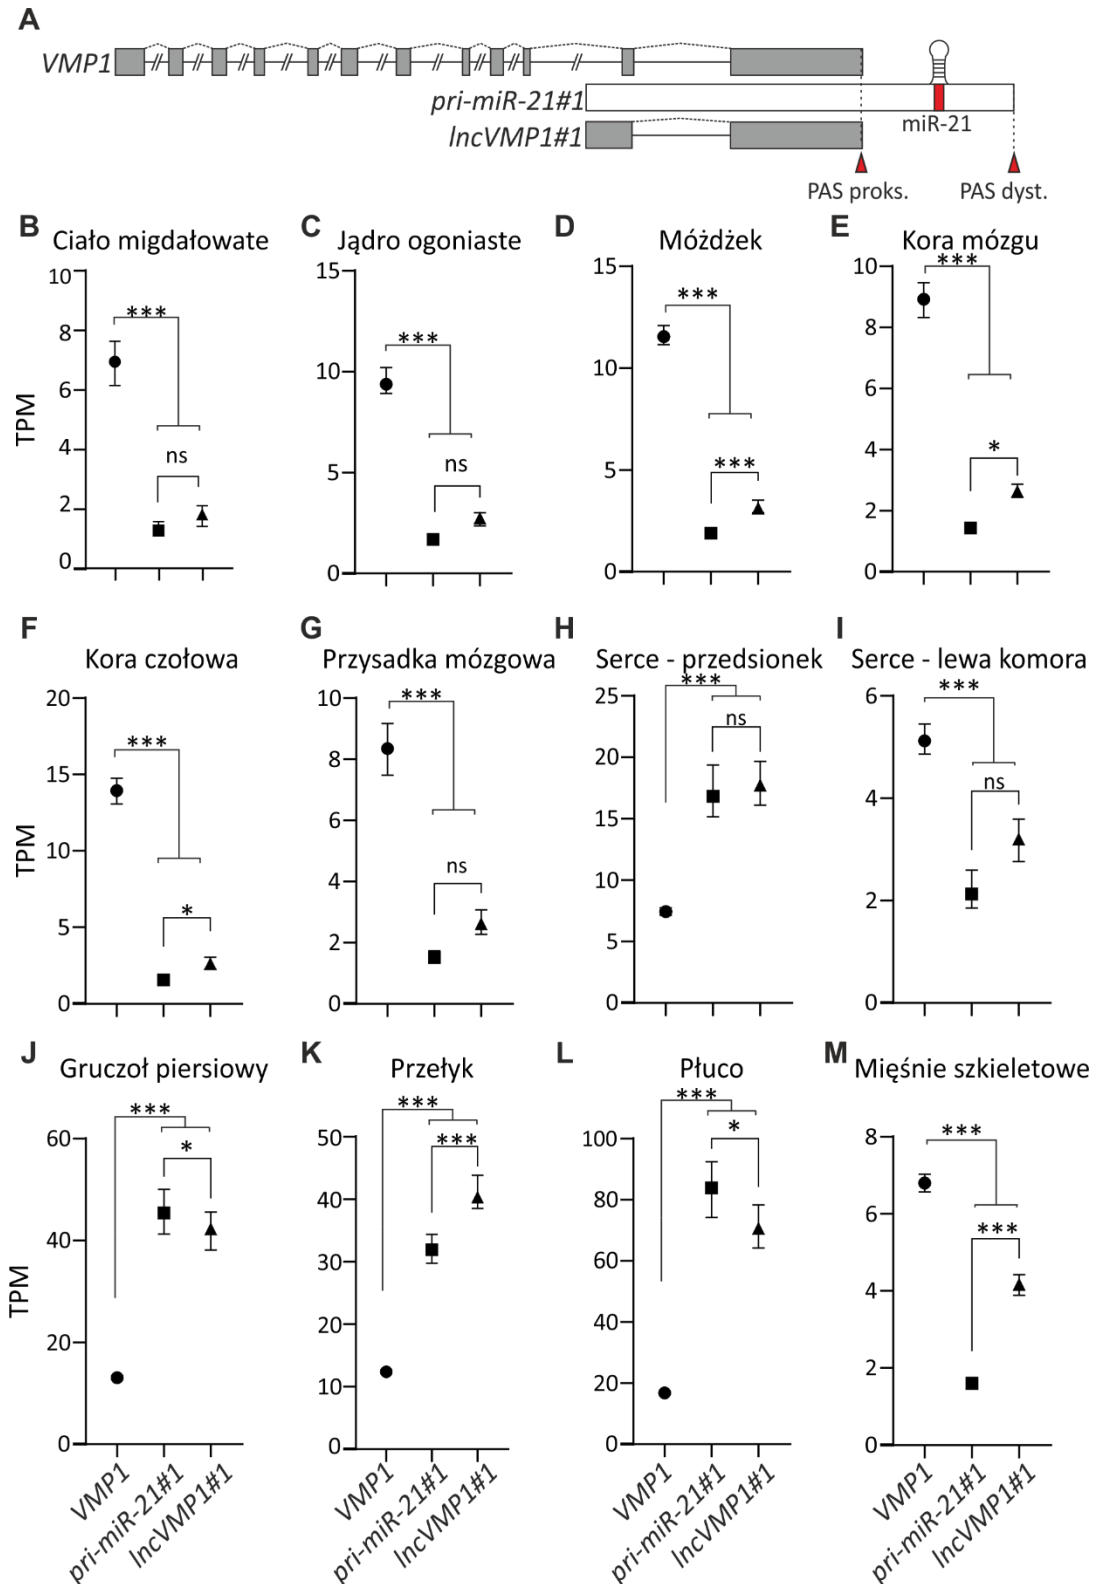 A
VMP1
pri-miR-21#1
miR-21
lncVMP1#1
PAS proks. PAS dyst.
B Ciało migdałowate
TPM
10
8
6
4
2
0
***
ns
C Jądro ogoniaste
15
10
5
0
***
ns
D Móżdżek
15
10
5
0
***
***
E Kora mózgu
10
8
6
4
2
0
***
*
F Kora czołowa
TPM
20
15
10
5
0
***
*
G Przysadka mózgowa
10
8
6
4
2
0
***
ns
H Serce - przedsionek
25
20
15
10
5
0
***
ns
I Serce - lewa komora
6
4
2
0
***
ns
J Gruczoł piersiowy
TPM
60
40
20
0
***
*
VMP1
pri-miR-21#1
lncVMP1#1
K Przełyk
50
40
30
20
10
0
***
***
VMP1
pri-miR-21#1
lncVMP1#1
L Płuco
100
80
60
40
20
0
***
*
VMP1
pri-miR-21#1
lncVMP1#1
M Mięśnie szkieletowe
8
6
4
2
0
***
***
VMP1
pri-miR-21#1
lncVMP1#1